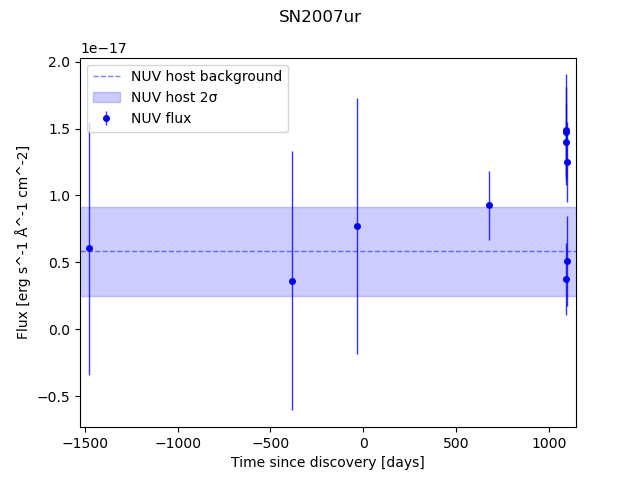 SN2007ur
1e−17
NUV host background
NUV host 2σ
NUV flux
2.0
1.5
1.0
0.5
0.0
−0.5
Flux [erg s^-1 Å^-1 cm^-2]
−1500 −1000 −500 0 500 1000
Time since discovery [days]